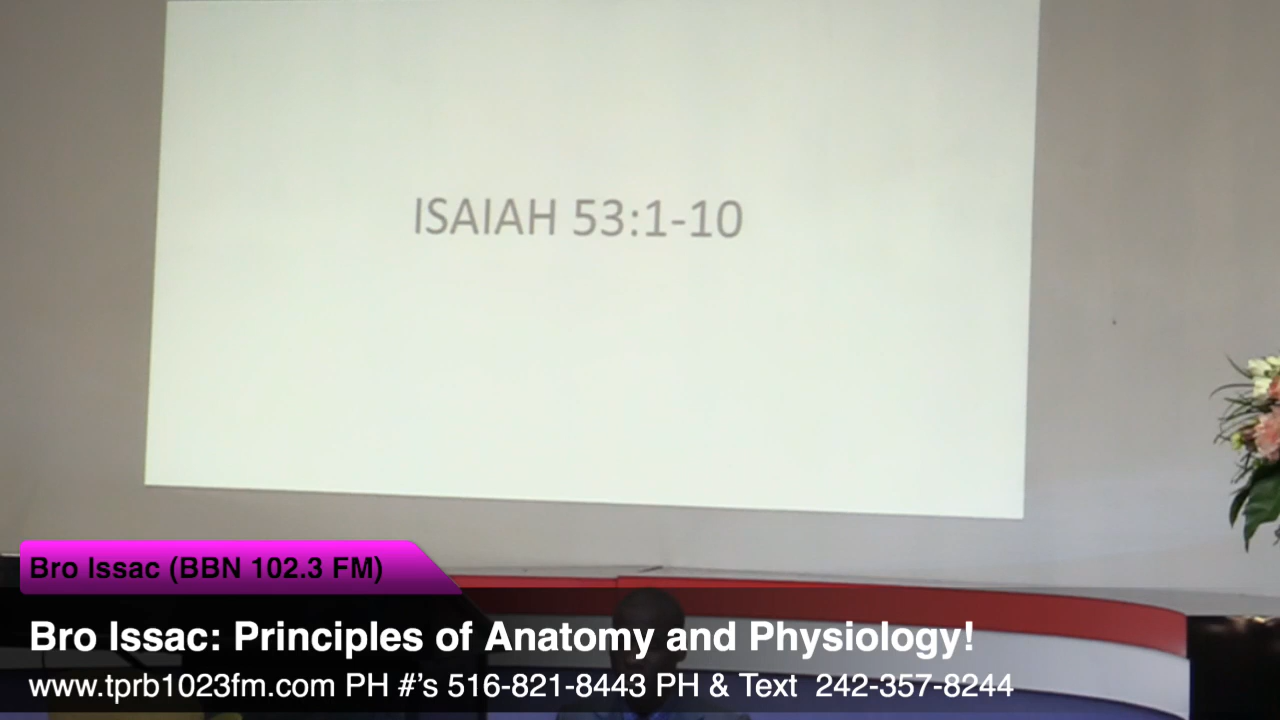 ISAIAH 53:1-10
Bro Issac (BBN 102.3 FM)
Bro Issac: Principles of Anatomy and Physiology!
www.tprb1023fm.com PH #’s 516-821-8443 PH & Text 242-357-8244